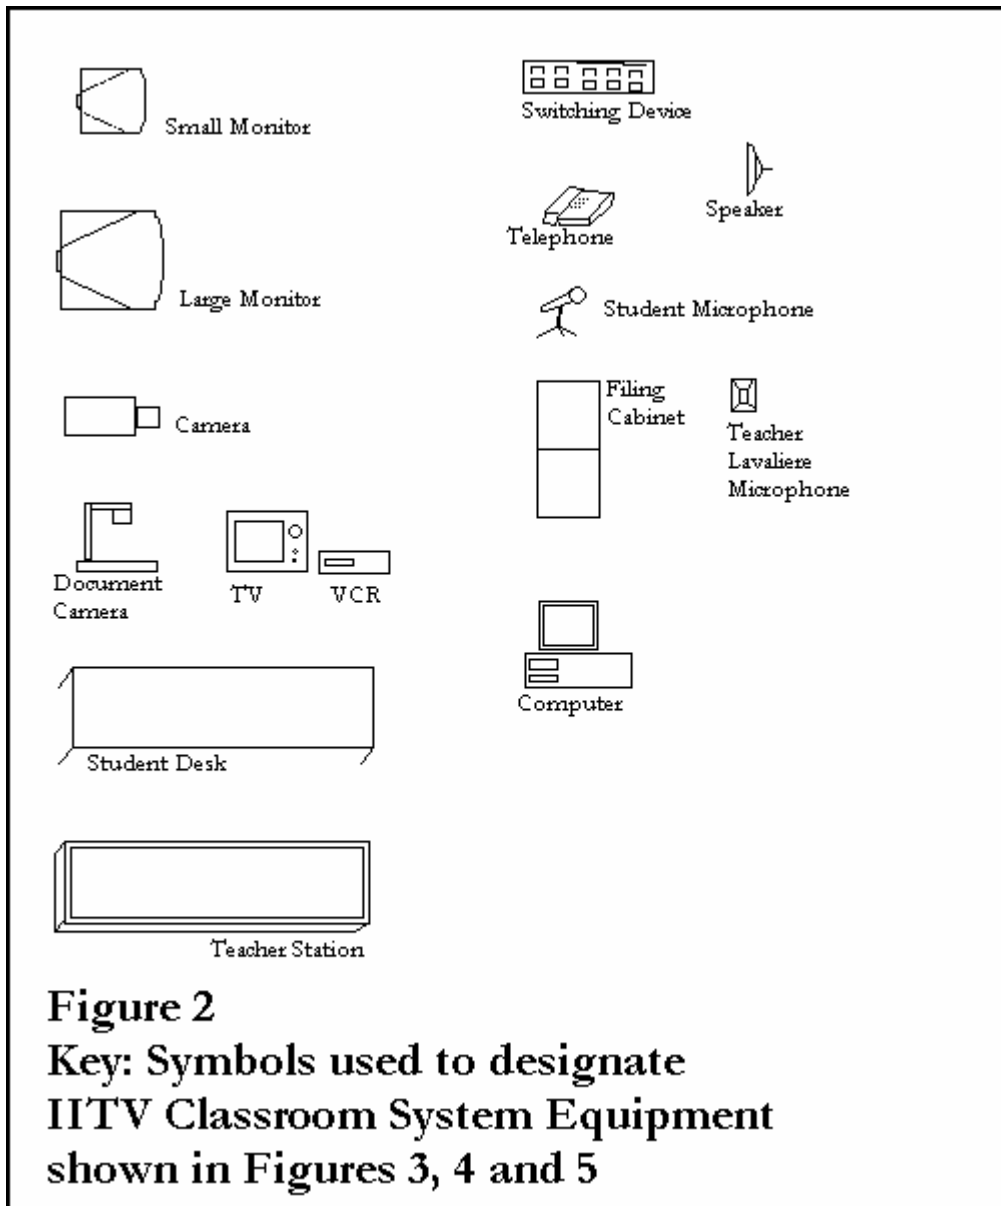 Small Monitor
Large Monitor
Camera
Document
Camera
TV
VCR
Student Desk
Teacher Station
Switching Device
Speaker
Telephone
Student Microphone
Filing
Cabinet
Teacher
Lavaliere
Microphone
Computer
Figure 2
Key: Symbols used to designate
IITV Classroom System Equipment
shown in Figures 3, 4 and 5